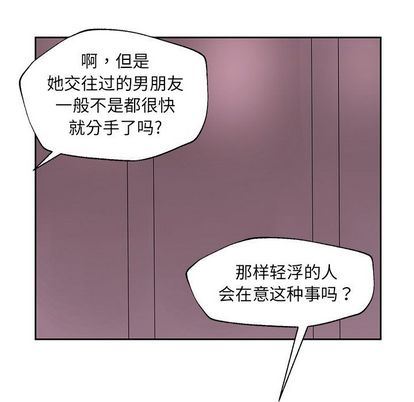 啊，但是
她交往过的男朋友
一般不是都很快
就分手了吗?
那样轻浮的人
会在意这种事吗？